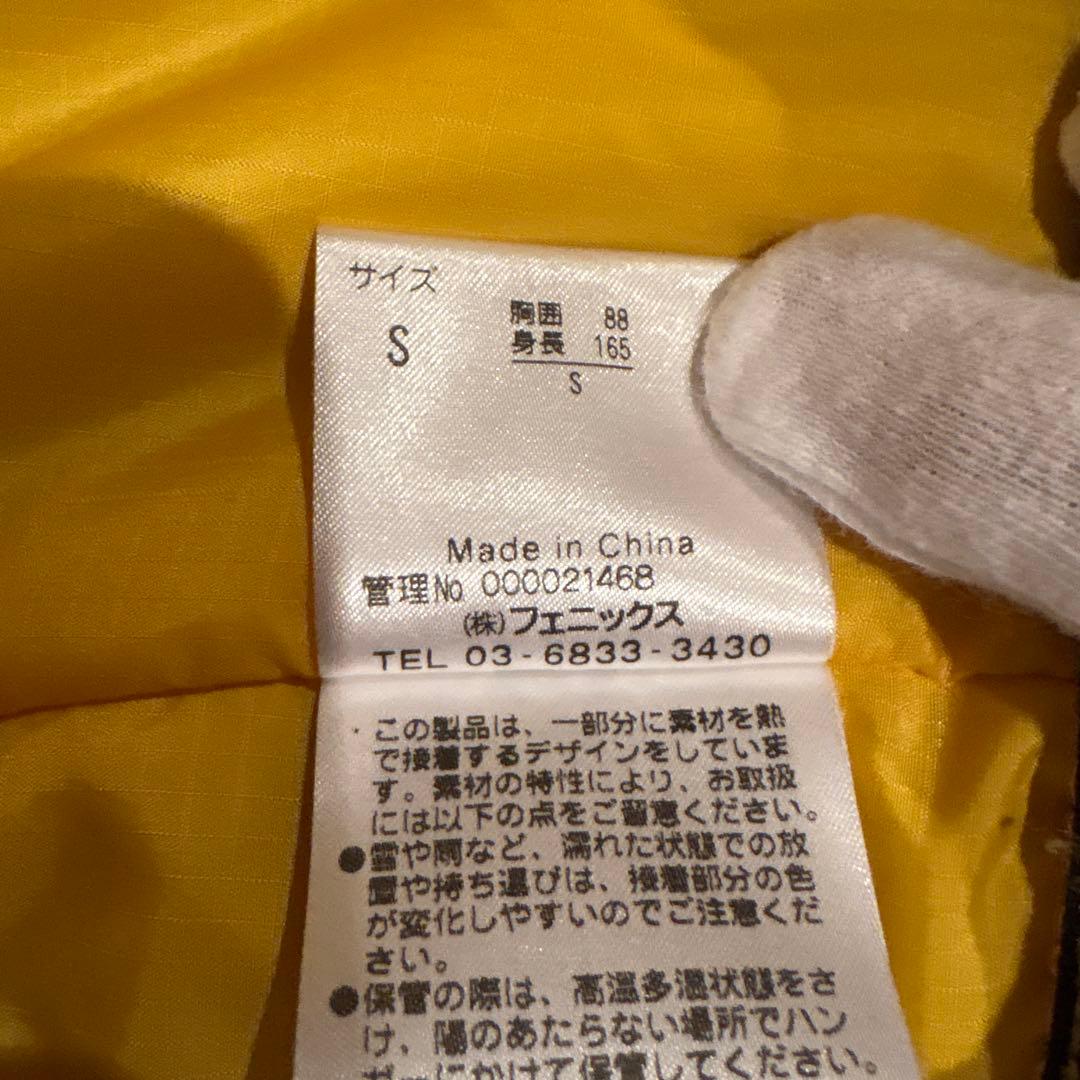 サイズ
S
胸囲 88
身長 165
S
Made in China
管理No 000021468
(株)フェニックス
TEL 03-6833-3430
この製品は、一部分に素材を熱
で接着するデザインをしていま
す。素材の特性により、お取扱
には以下の点をご留意ください。
●雪や雨など、濡れた状態での放
置や持ち運びは、接着部分の色
が変化しやすいのでご注意くだ
さい。
●保管の際は、高温多湿状態をさ
け、陽のあたらない場所でハン
ガーにかけて保管してください。